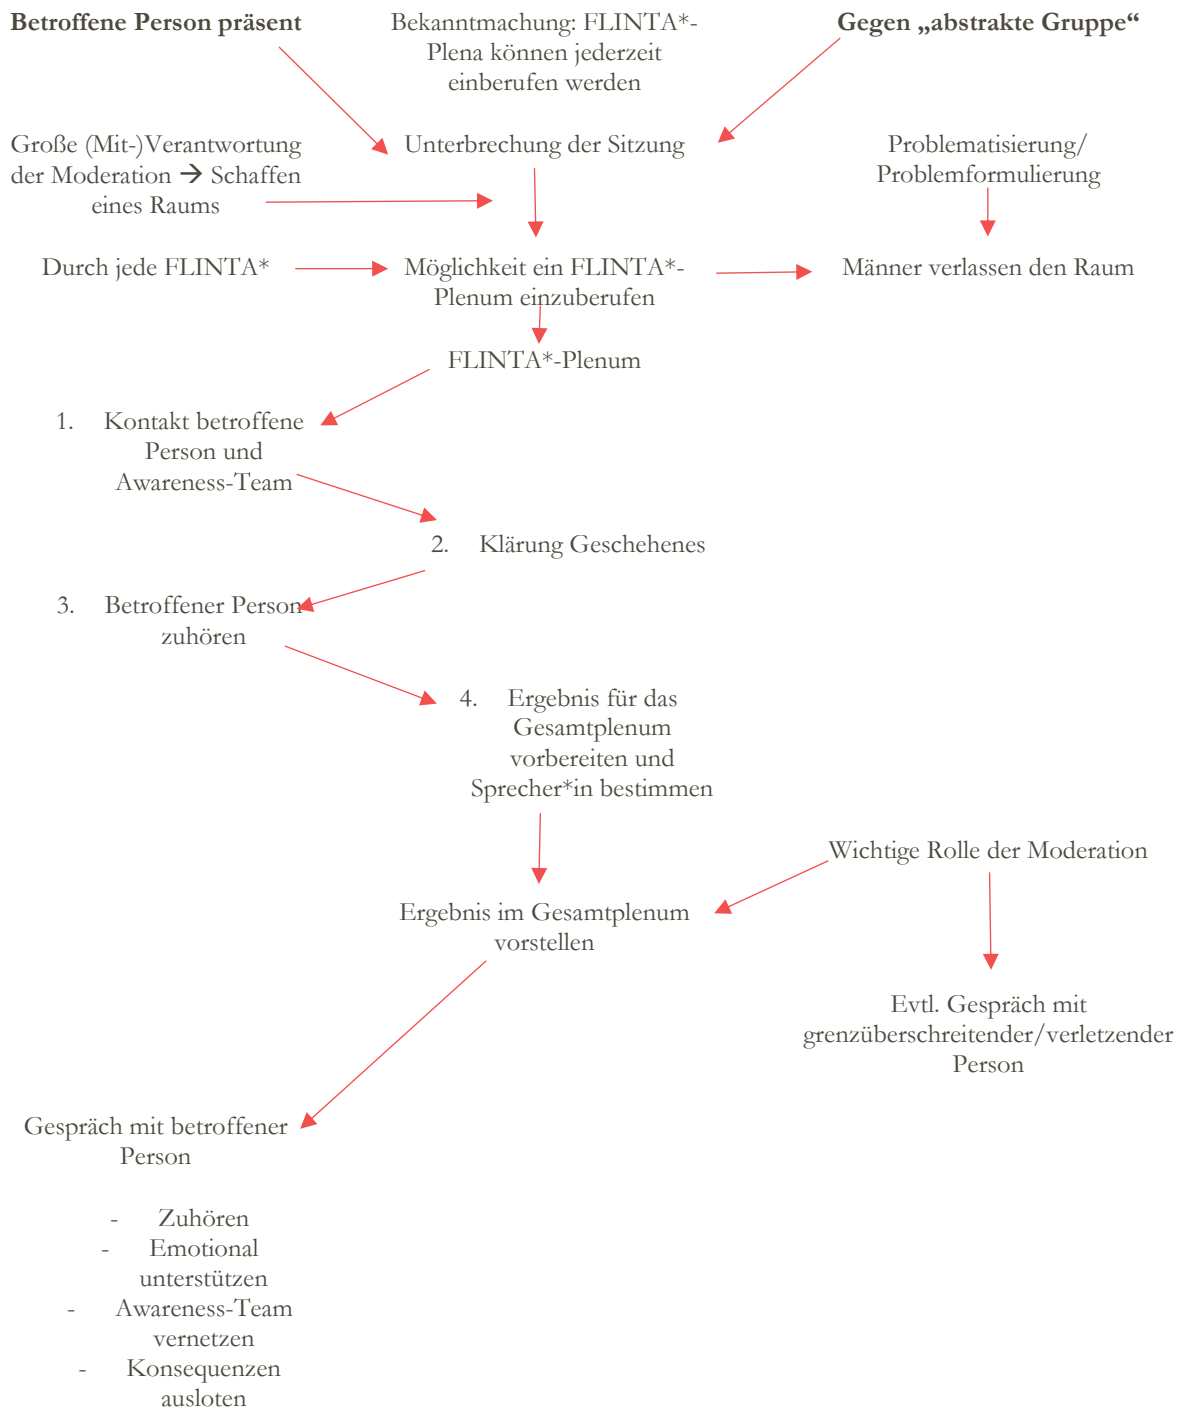 Betroffene Person präsent
Bekanntmachung: FLINTA*-
Plena können jederzeit
einberufen werden
Gegen „abstrakte Gruppe“
Große (Mit-)Verantwortung
der Moderation → Schaffen
eines Raums
Unterbrechung der Sitzung
Problematisierung/
Problemformulierung
Durch jede FLINTA*
Möglichkeit ein FLINTA*-
Plenum einzuberufen
Männer verlassen den Raum
FLINTA*-Plenum
1. Kontakt betroffene
Person und
Awareness-Team
2. Klärung Geschehenes
3. Betroffener Person
zuhören
4. Ergebnis für das
Gesamtplenum
vorbereiten und
Sprecher*in bestimmen
Wichtige Rolle der Moderation
Ergebnis im Gesamtplenum
vorstellen
Evtl. Gespräch mit
grenzüberschreitender/verletzender
Person
Gespräch mit betroffener
Person
- Zuhören
- Emotional
unterstützen
- Awareness-Team
vernetzen
- Konsequenzen
ausloten